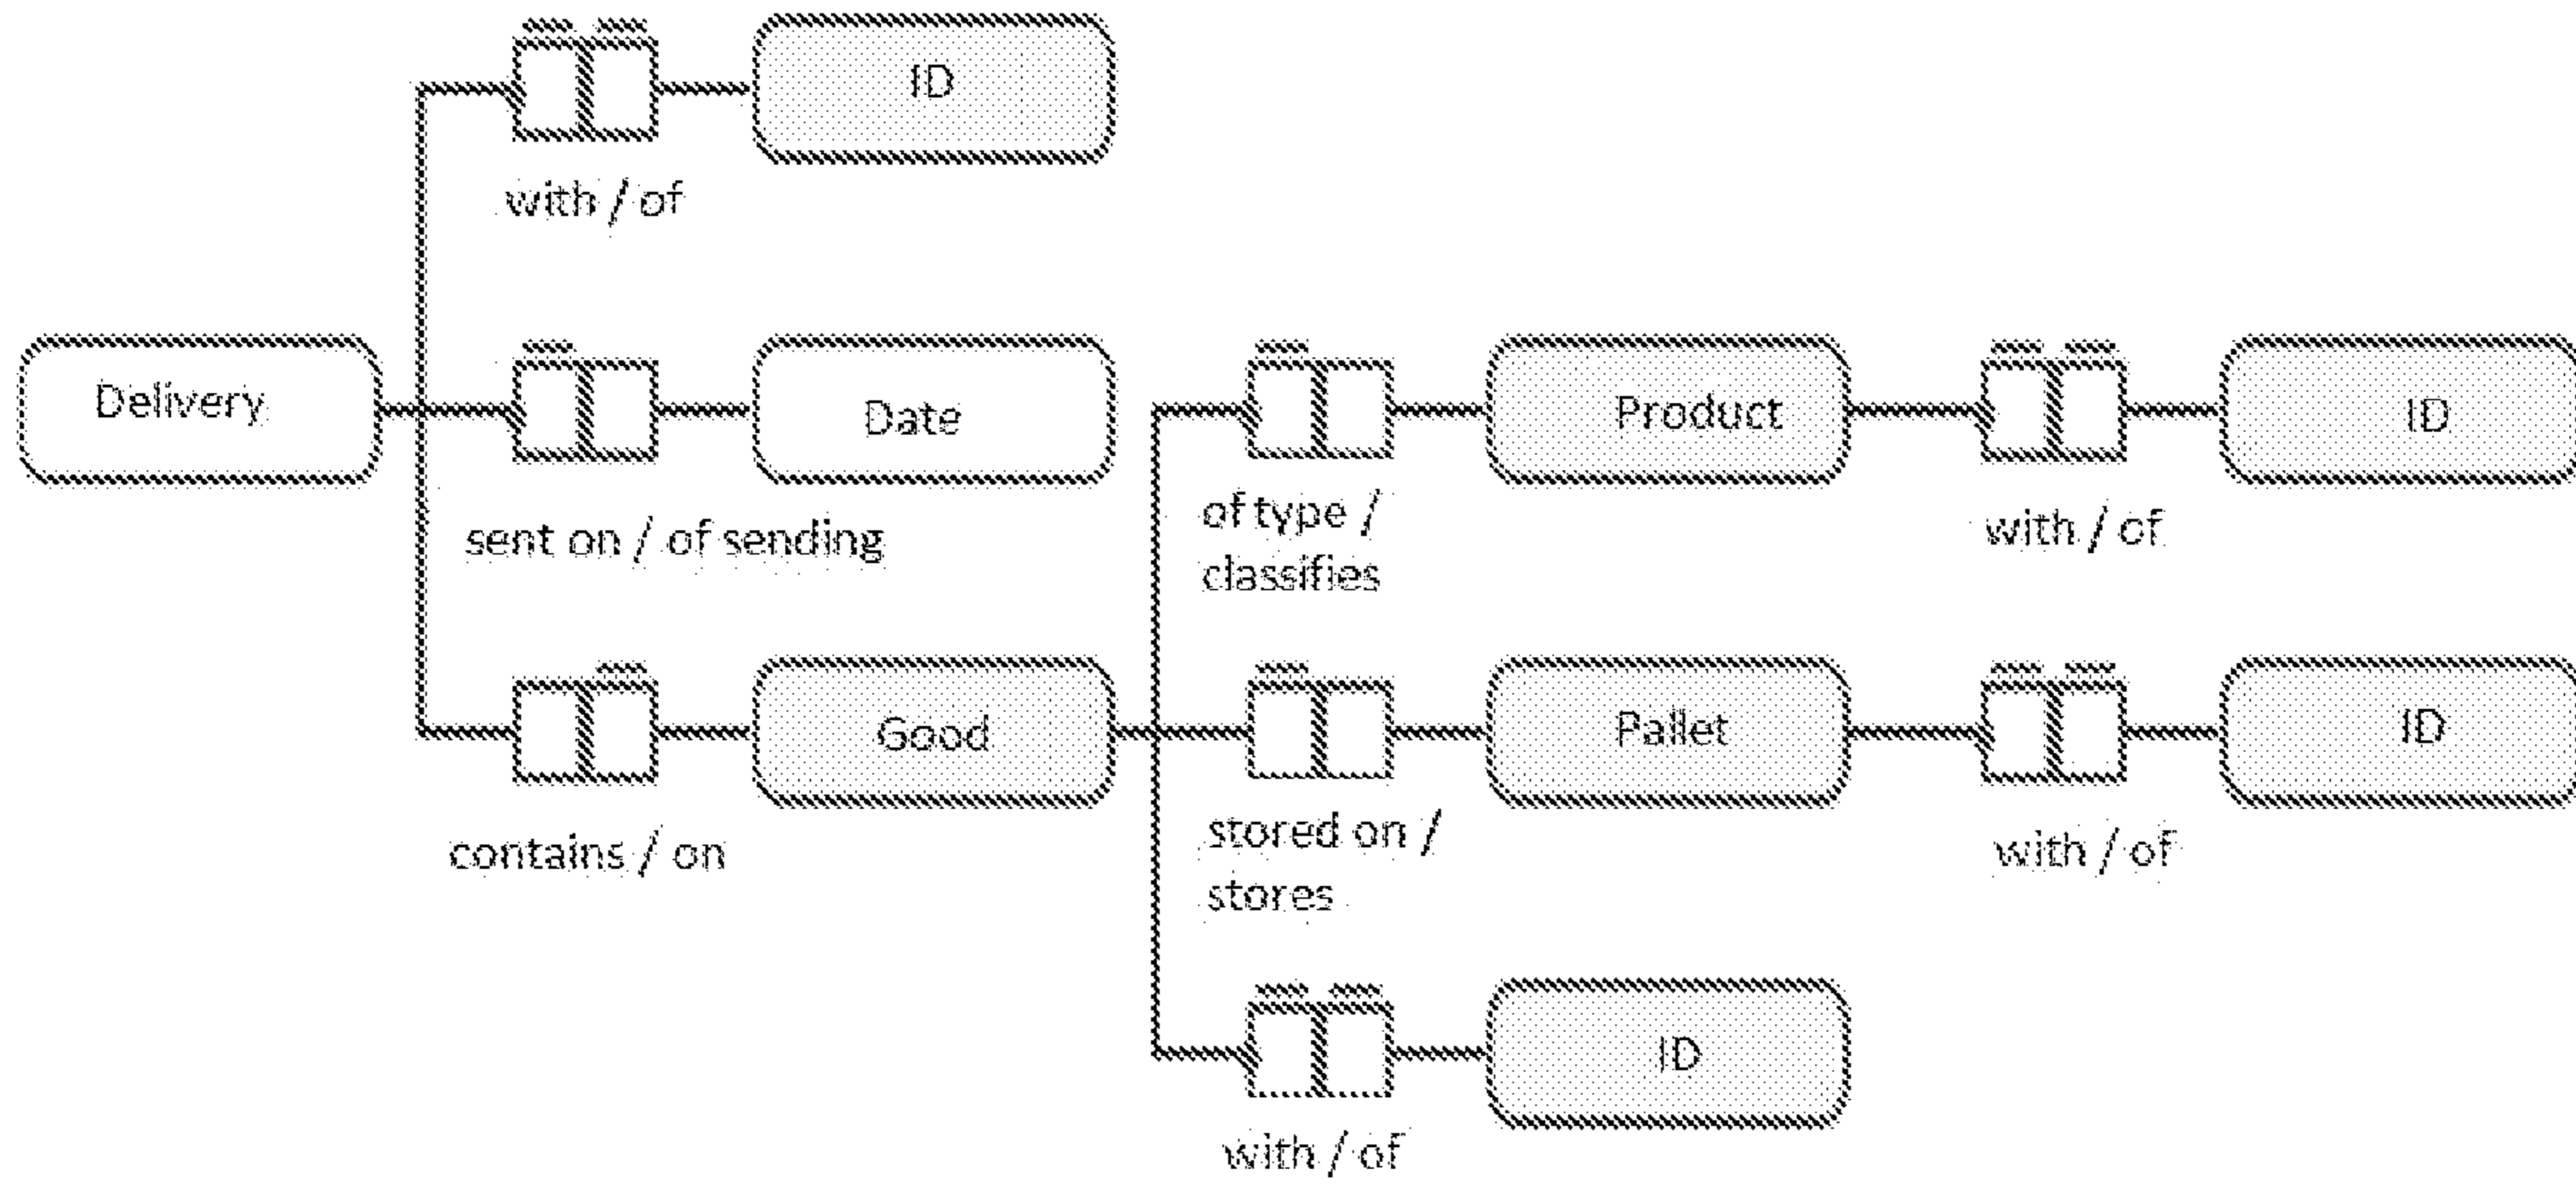 ID
with / of
Delivery
Date
Product
ID
sent on / of sending
of type /
classifies
with / of
Good
Pallet
ID
contains / on
stored on /
stores
with / of
ID
with / of